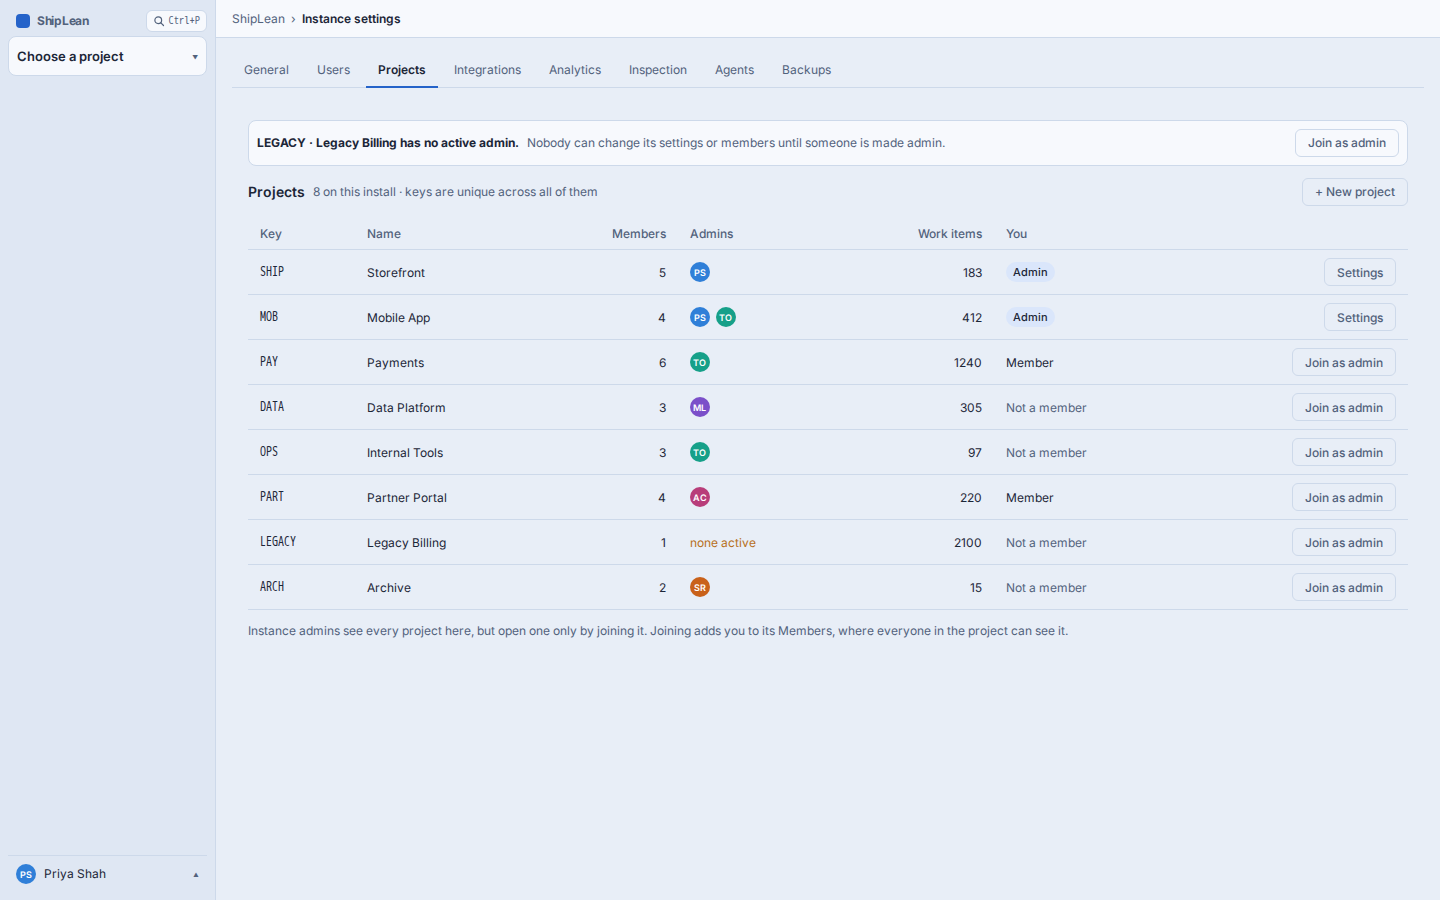 ShipLean Ctrl+P
Choose a project ▾
ShipLean › Instance settings
General Users Projects Integrations Analytics Inspection Agents Backups
LEGACY · Legacy Billing has no active admin. Nobody can change its settings or members until someone is made admin. Join as admin
Projects 8 on this install · keys are unique across all of them + New project
Key Name Members Admins Work items You
SHIP Storefront 5 PS 183 Admin Settings
MOB Mobile App 4 PS TO 412 Admin Settings
PAY Payments 6 TO 1240 Member Join as admin
DATA Data Platform 3 ML 305 Not a member Join as admin
OPS Internal Tools 3 TO 97 Not a member Join as admin
PART Partner Portal 4 AC 220 Member Join as admin
LEGACY Legacy Billing 1 none active 2100 Not a member Join as admin
ARCH Archive 2 SR 15 Not a member Join as admin
Instance admins see every project here, but open one only by joining it. Joining adds you to its Members, where everyone in the project can see it.
PS Priya Shah ▴